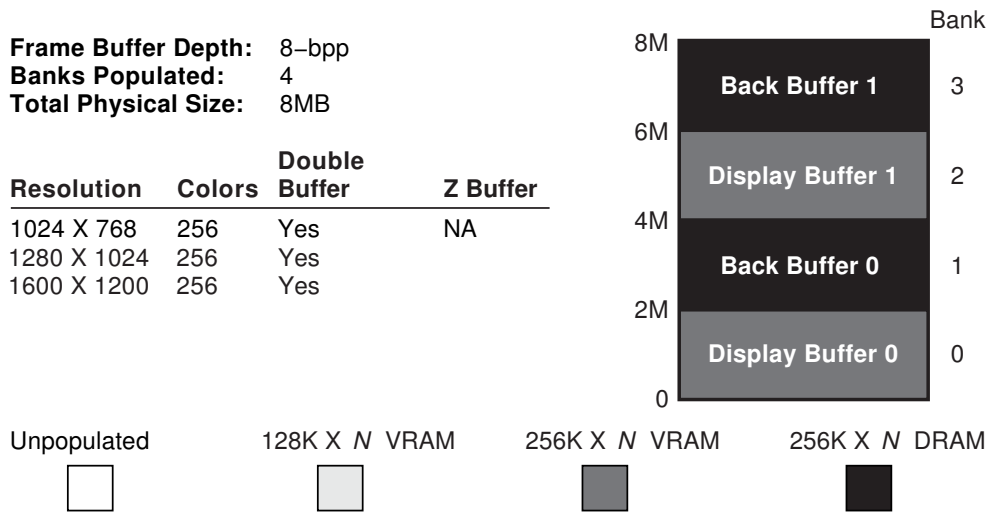 Frame Buffer Depth: 8–bpp
Banks Populated: 4
Total Physical Size: 8MB
Resolution Colors Double Buffer Z Buffer
1024 X 768 256 Yes NA
1280 X 1024 256 Yes
1600 X 1200 256 Yes
Bank
8M
Back Buffer 1 3
6M
Display Buffer 1 2
4M
Back Buffer 0 1
2M
Display Buffer 0 0
0
Unpopulated 128K X N VRAM 256K X N VRAM 256K X N DRAM